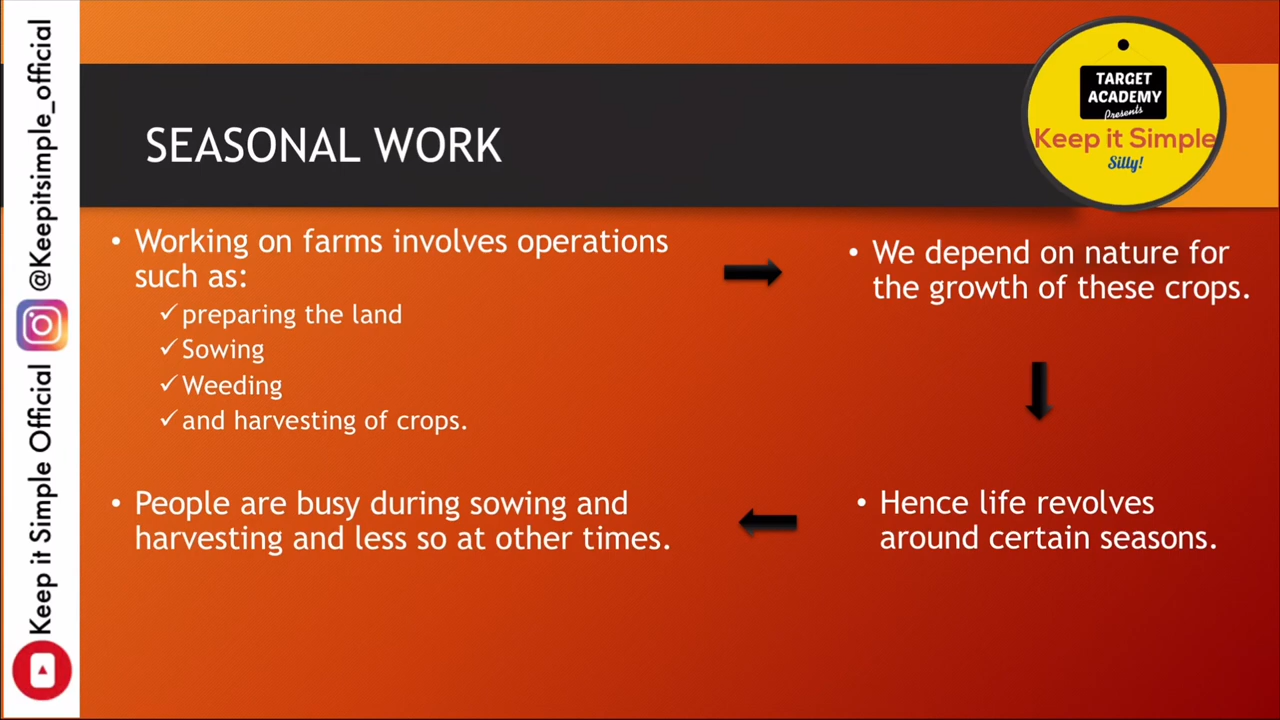 SEASONAL WORK
TARGET
ACADEMY
Presents
Keep it Simple
Silly!
• Working on farms involves operations
such as:
✓ preparing the land
✓ Sowing
✓ Weeding
✓ and harvesting of crops.
• We depend on nature for
the growth of these crops.
• Hence life revolves
around certain seasons.
• People are busy during sowing and
harvesting and less so at other times.
@Keepitsimple_official
Keep it Simple Official